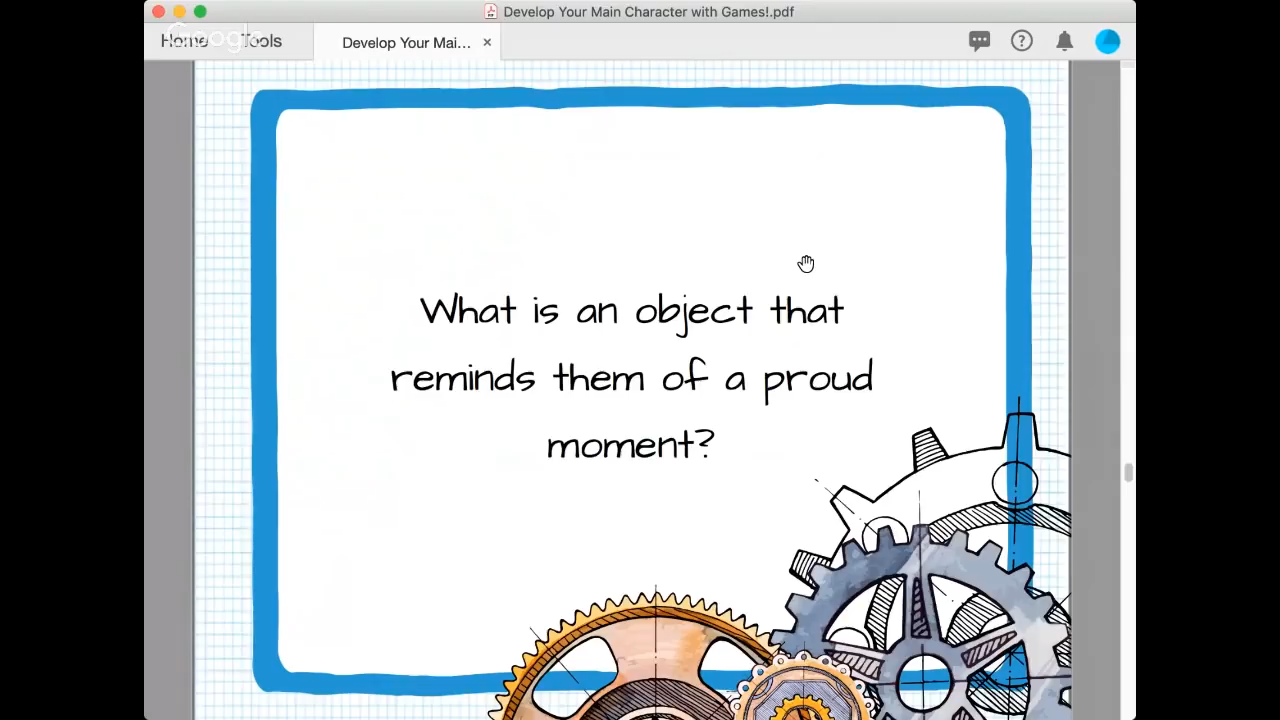 Develop Your Main Character with Games!.pdf
Home Tools Develop Your Mai... ×
Google
What is an object that
reminds them of a proud
moment?